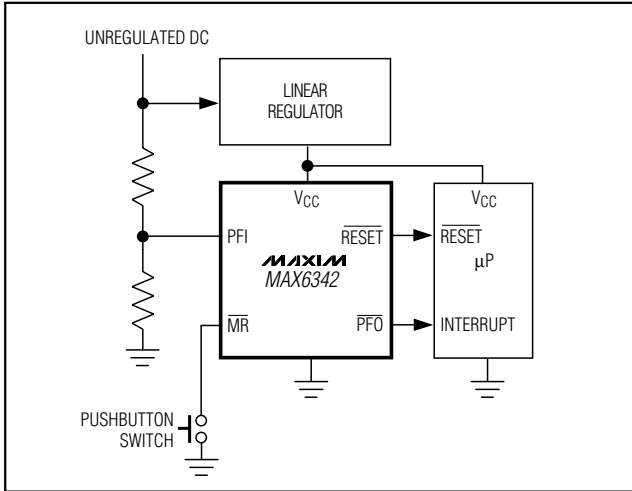 UNREGULATED DC
LINEAR
REGULATOR
VCC
VCC
PFI
RESET
RESET
MAXIM
MAX6342
µP
MR
PFO
INTERRUPT
PUSHBUTTON
SWITCH